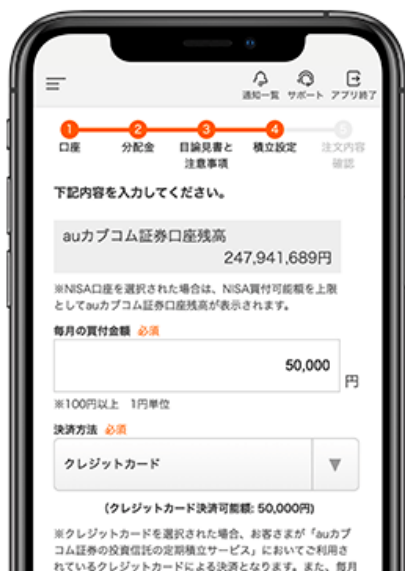 通知一覧 サポート アプリ終了
1 2 3 4 5
口座 分配金 目論見書と 積立設定 注文内容
注意事項 確認
下記内容を入力してください。
auカブコム証券口座残高
247,941,689円
※NISA口座を選択された場合は、NISA買付可能額を上限
としてauカブコム証券口座残高が表示されます。
毎月の買付金額 必須
50,000
円
※100円以上 1円単位
決済方法 必須
クレジットカード
(クレジットカード決済可能額: 50,000円)
※クレジットカードを選択された場合、お客さまが「auカブ
コム証券の投資信託の定期積立サービス」においてご利用さ
れているクレジットカードによる決済となります。また、毎月